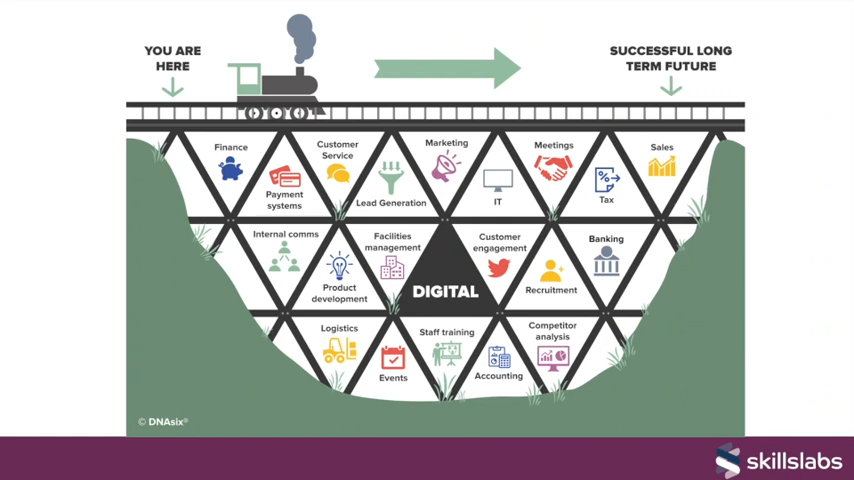 YOU ARE
HERE
SUCCESSFUL LONG
TERM FUTURE
Finance
Payment
systems
Customer
Service
Lead Generation
Marketing
IT
Meetings
Tax
Sales
Internal comms
Product
development
Facilities
management
DIGITAL
Customer
engagement
Recruitment
Banking
Logistics
Events
Staff training
Accounting
Competitor
analysis
© DNAsix®
skillslabs